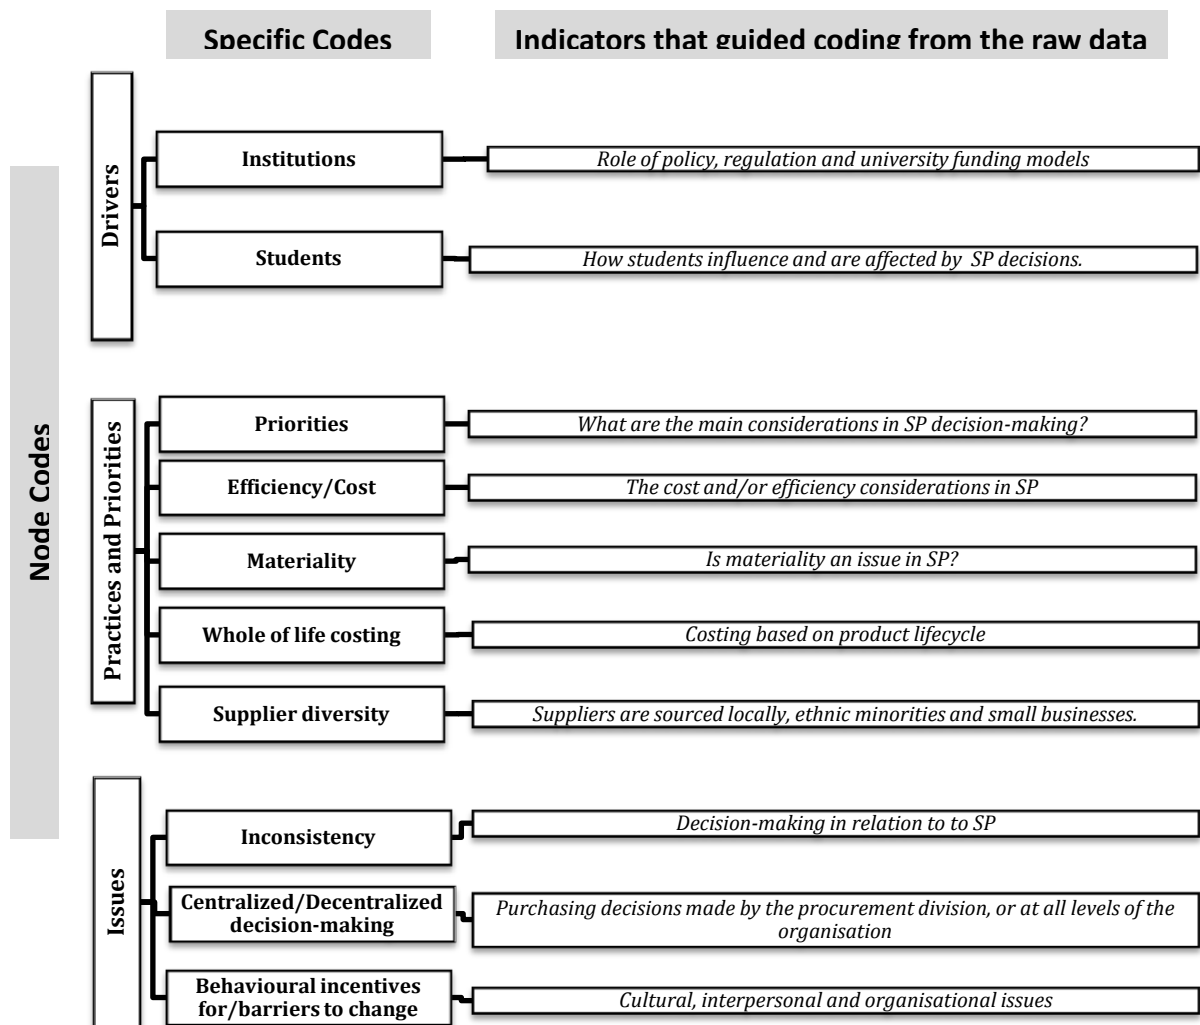 Specific Codes
Indicators that guided coding from the raw data
Node Codes
Drivers
Institutions
Role of policy, regulation and university funding models
Students
How students influence and are affected by SP decisions.
Practices and Priorities
Priorities
What are the main considerations in SP decision-making?
Efficiency/Cost
The cost and/or efficiency considerations in SP
Materiality
Is materiality an issue in SP?
Whole of life costing
Costing based on product lifecycle
Supplier diversity
Suppliers are sourced locally, ethnic minorities and small businesses.
Issues
Inconsistency
Decision-making in relation to to SP
Centralized/Decentralized
decision-making
Purchasing decisions made by the procurement division, or at all levels of the
organisation
Behavioural incentives
for/barriers to change
Cultural, interpersonal and organisational issues